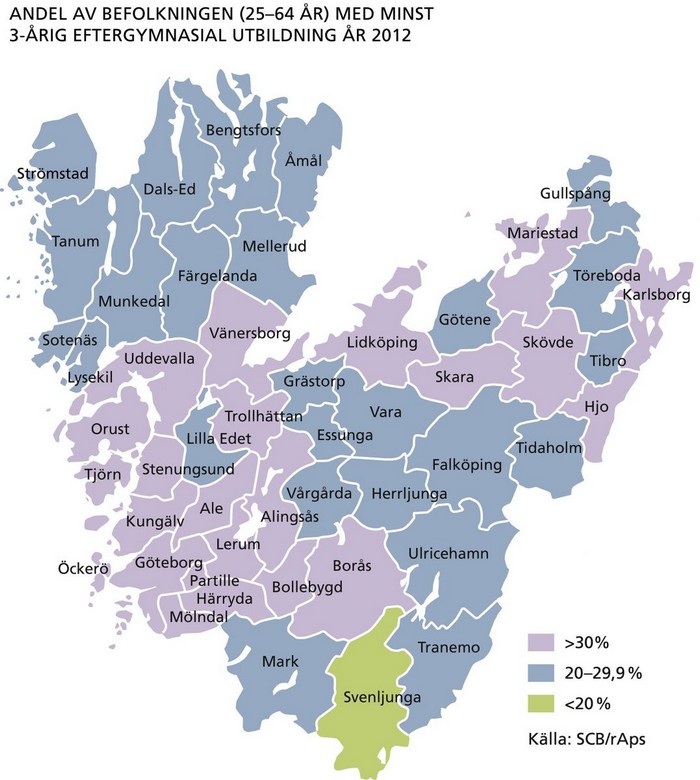 ANDEL AV BEFOLKNINGEN (25–64 ÅR) MED MINST
3-ÅRIG EFTERGYMNASIAL UTBILDNING ÅR 2012
Bengtsfors
Åmål
Strömstad
Dals-Ed
Gullspång
Mariestad
Tanum
Mellerud
Färgelanda
Töreboda
Karlsborg
Munkedal
Götene
Vänersborg
Sotenäs
Lidköping
Skövde
Uddevalla
Tibro
Lysekil
Grästorp
Skara
Hjo
Vara
Trollhättan
Orust
Essunga
Lilla Edet
Tidaholm
Falköping
Stenungsund
Tjörn
Vårgårda
Herrljunga
Ale
Alingsås
Kungälv
Lerum
Ulricehamn
Göteborg
Borås
Öckerö
Partille
Bollebygd
Härryda
Mölndal
Tranemo
Mark
Svenljunga
>30%
20–29,9%
<20%
Källa: SCB/rAps